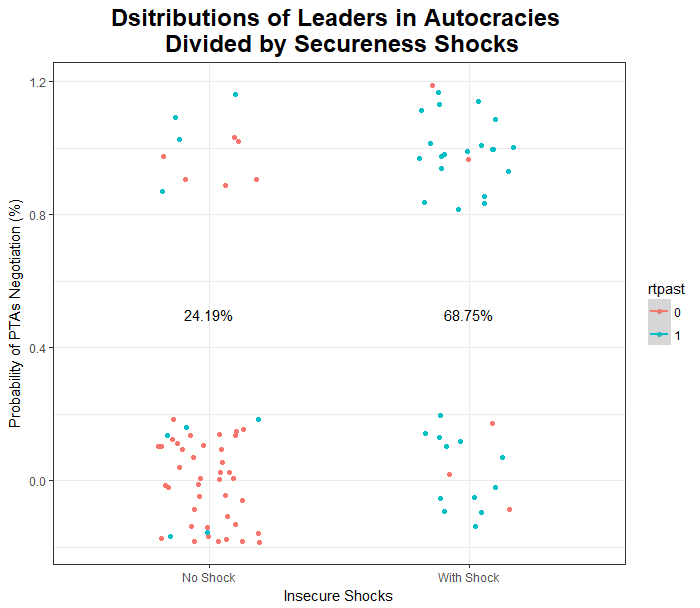 Dsitributions of Leaders in Autocracies
Divided by Secureness Shocks
Probability of PTAs Negotiation (%)
1.2
0.8
0.4
0.0
24.19%
68.75%
No Shock
With Shock
Insecure Shocks
rtpast
0
1